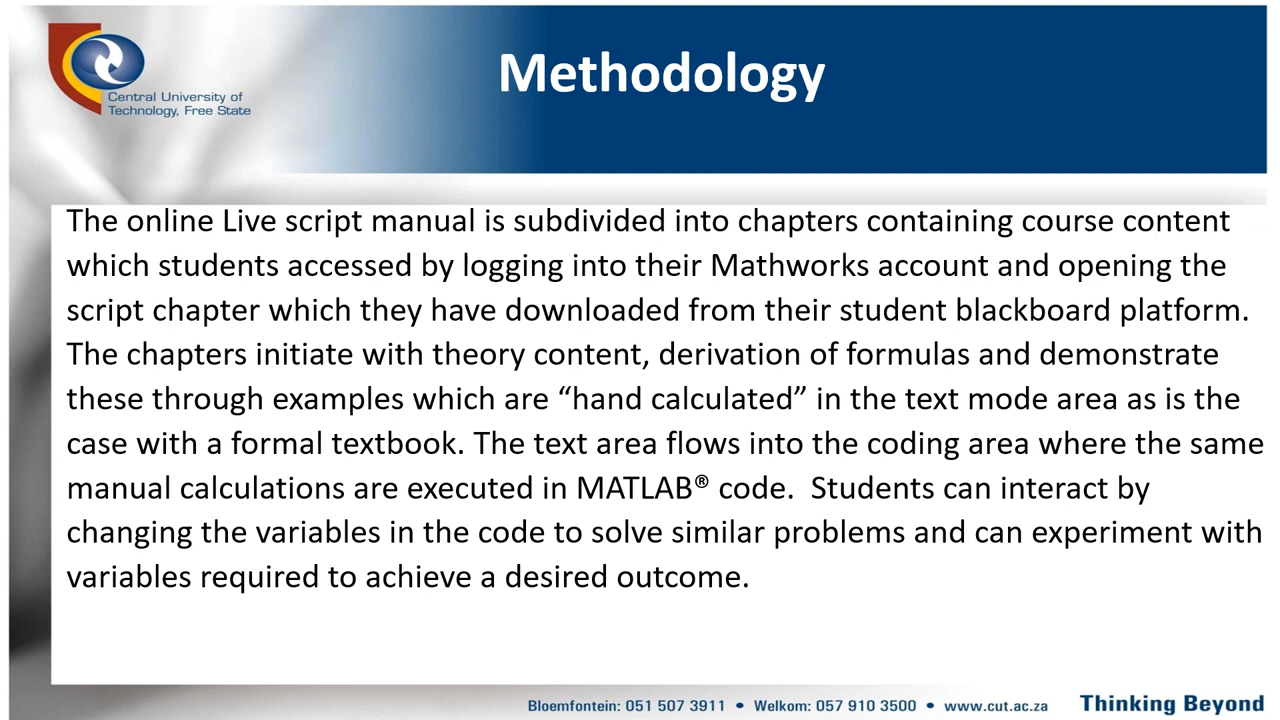 Central University of
Technology, Free State
Methodology
The online Live script manual is subdivided into chapters containing course content
which students accessed by logging into their Mathworks account and opening the
script chapter which they have downloaded from their student blackboard platform.
The chapters initiate with theory content, derivation of formulas and demonstrate
these through examples which are “hand calculated” in the text mode area as is the
case with a formal textbook. The text area flows into the coding area where the same
manual calculations are executed in MATLAB® code.  Students can interact by
changing the variables in the code to solve similar problems and can experiment with
variables required to achieve a desired outcome.
Bloemfontein: 051 507 3911 • Welkom: 057 910 3500 • www.cut.ac.za Thinking Beyond